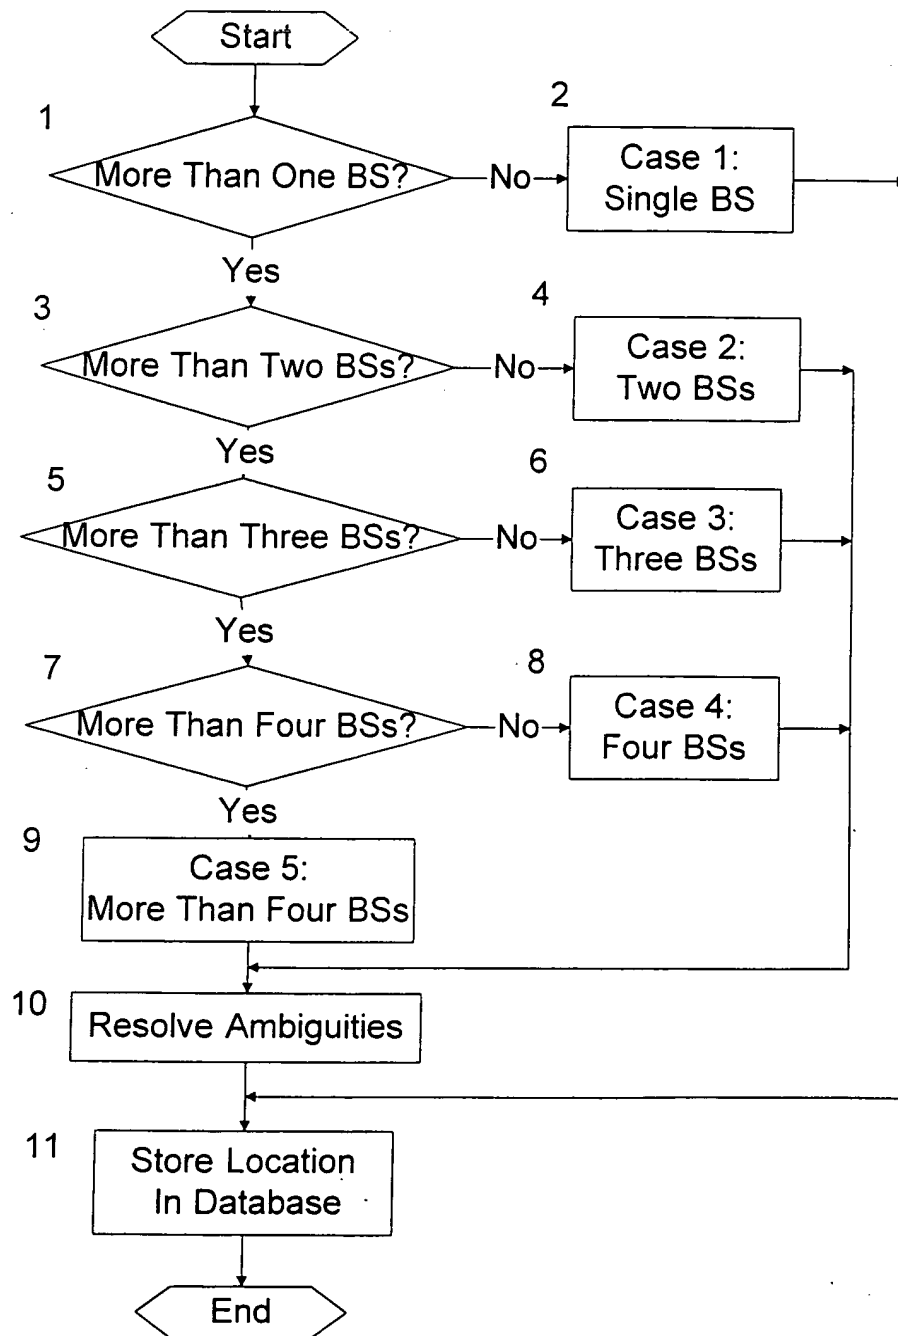 Start
1
More Than One BS?
No
2
Case 1:
Single BS
Yes
3
More Than Two BSs?
No
4
Case 2:
Two BSs
Yes
5
More Than Three BSs?
No
6
Case 3:
Three BSs
Yes
7
More Than Four BSs?
No
8
Case 4:
Four BSs
Yes
9
Case 5:
More Than Four BSs
10
Resolve Ambiguities
11
Store Location
In Database
End